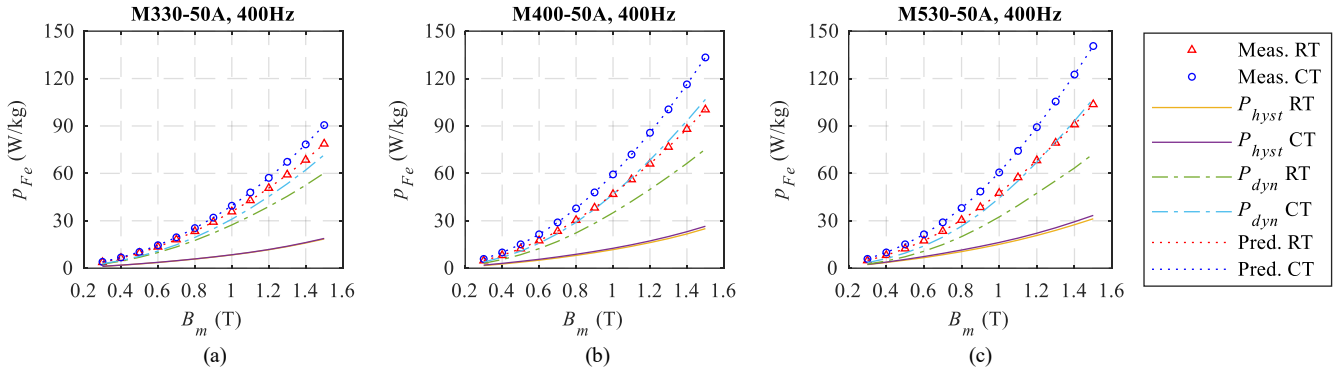 M330-50A, 400Hz
M400-50A, 400Hz
M530-50A, 400Hz
150
120
90
60
30
0
p_Fe (W/kg)
0.2 0.4 0.6 0.8 1 1.2 1.4 1.6
B_m (T)
(a)
150
120
90
60
30
0
p_Fe (W/kg)
0.2 0.4 0.6 0.8 1 1.2 1.4 1.6
B_m (T)
(b)
150
120
90
60
30
0
p_Fe (W/kg)
0.2 0.4 0.6 0.8 1 1.2 1.4 1.6
B_m (T)
(c)
Meas. RT
Meas. CT
P_hyst RT
P_hyst CT
P_dyn RT
P_dyn CT
Pred. RT
Pred. CT